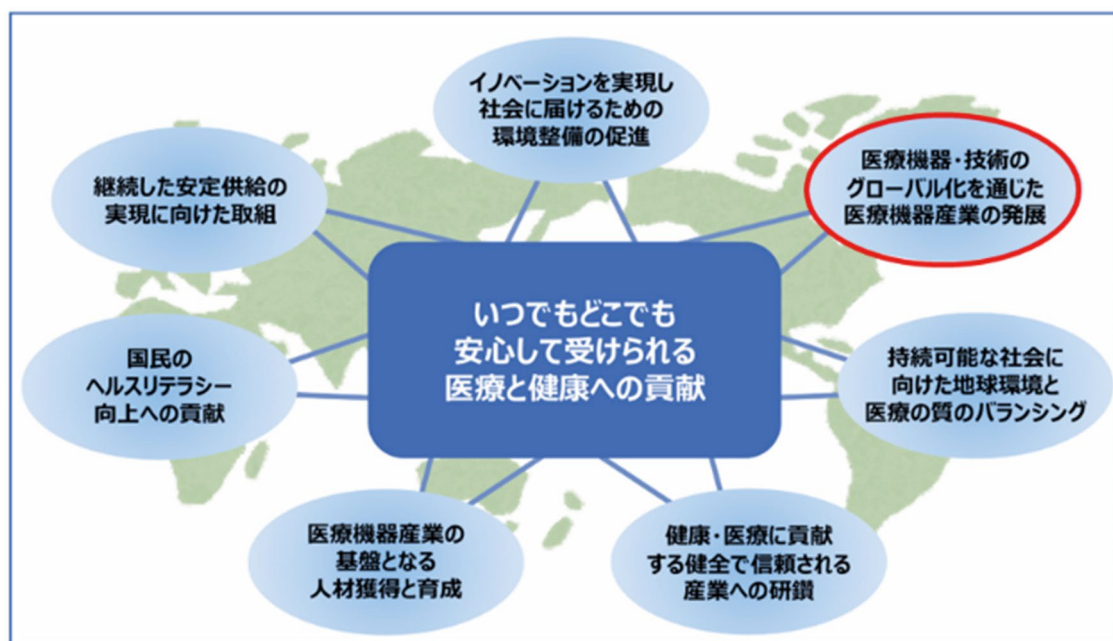 イノベーションを実現し
社会に届けるための
環境整備の促進
医療機器・技術の
グローバル化を通じた
医療機器産業の発展
継続した安定供給の
実現に向けた取組
いつでもどこでも
安心して受けられる
医療と健康への貢献
国民の
ヘルスリテラシー
向上への貢献
持続可能な社会に
向けた地球環境と
医療の質のバランシング
医療機器産業の
基盤となる
人材獲得と育成
健康・医療に貢献
する健全で信頼される
産業への研鑽